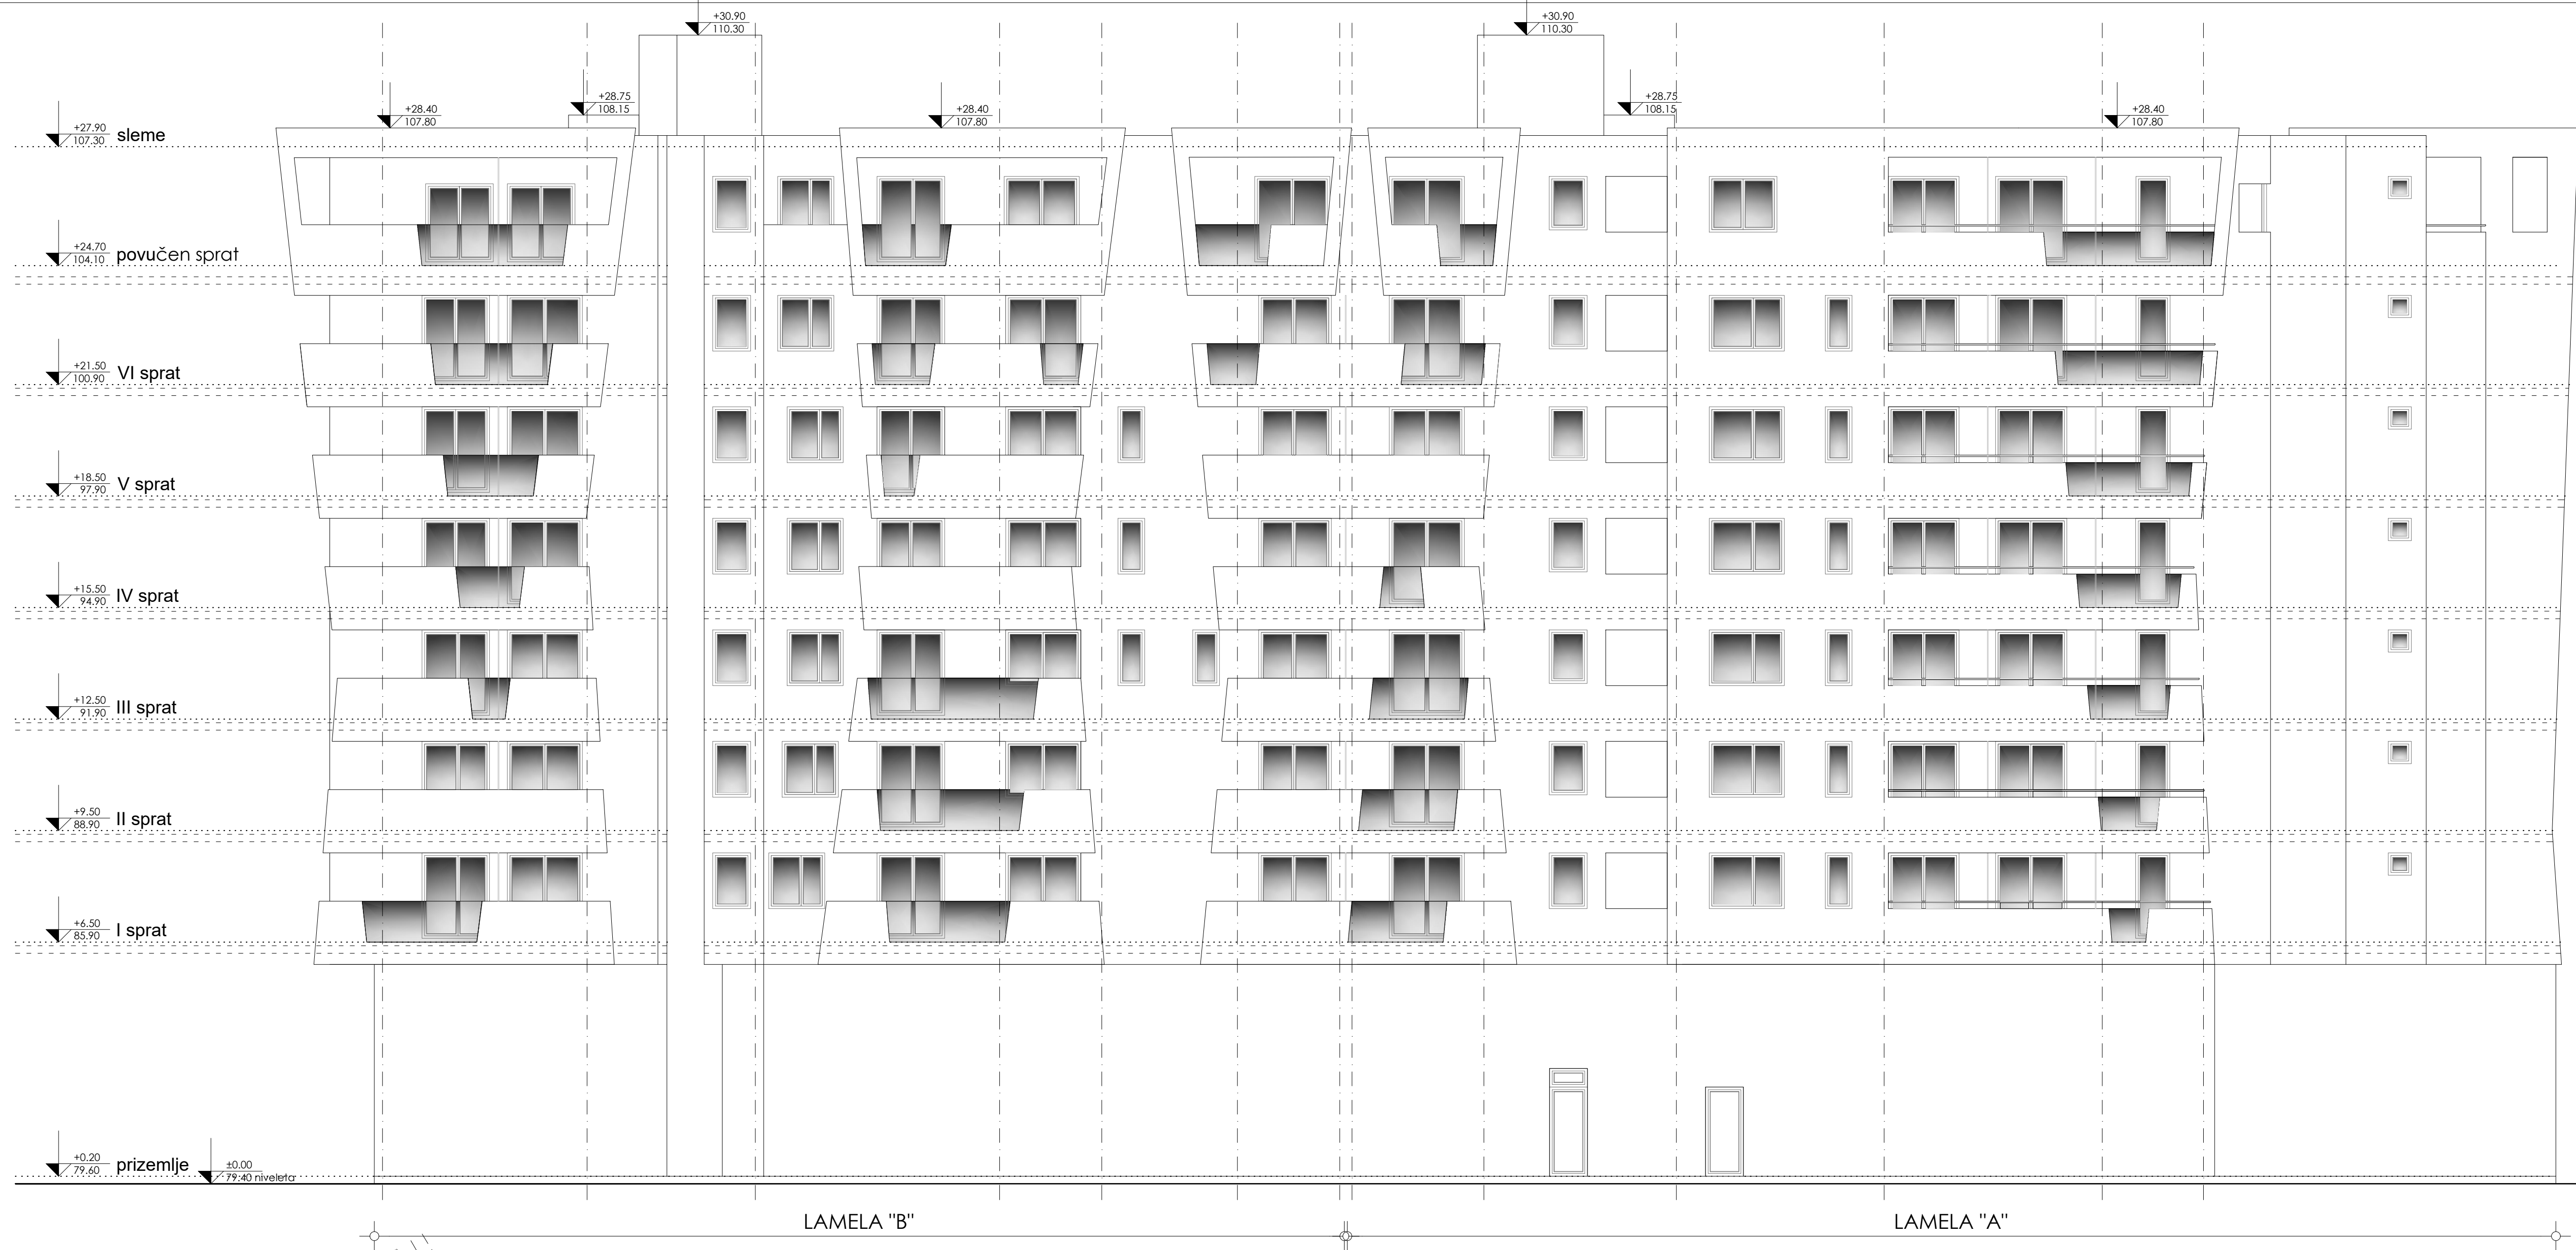 +30.90
110.30
+30.90
110.30
+28.75
108.15
+28.75
108.15
+28.40
107.80
+28.40
107.80
+28.40
107.80
+27.90
107.30 sleme
+24.70
104.10 povučen sprat
+21.50
100.90 VI sprat
+18.50
97.90 V sprat
+15.50
94.90 IV sprat
+12.50
91.90 III sprat
+9.50
88.90 II sprat
+6.50
85.90 I sprat
+0.20
79.60 prizemlje
±0.00
79.40 niveleta
LAMELA "B"
LAMELA "A"